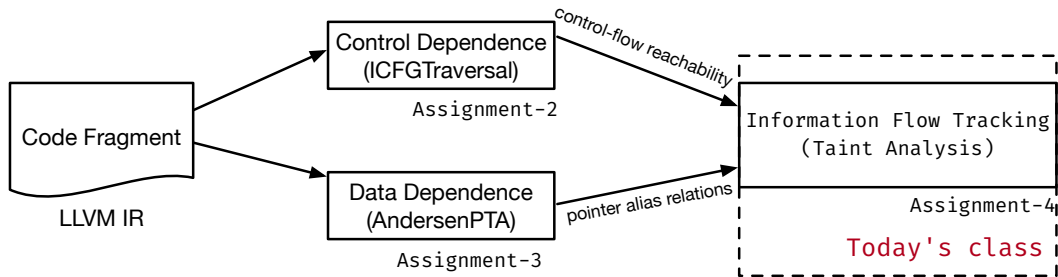 Code Fragment
LLVM IR
Control Dependence
(ICFGTraversal)
Assignment-2
control-flow reachability
Data Dependence
(AndersenPTA)
Assignment-3
pointer alias relations
Information Flow Tracking
(Taint Analysis)
Assignment-4
Today's class